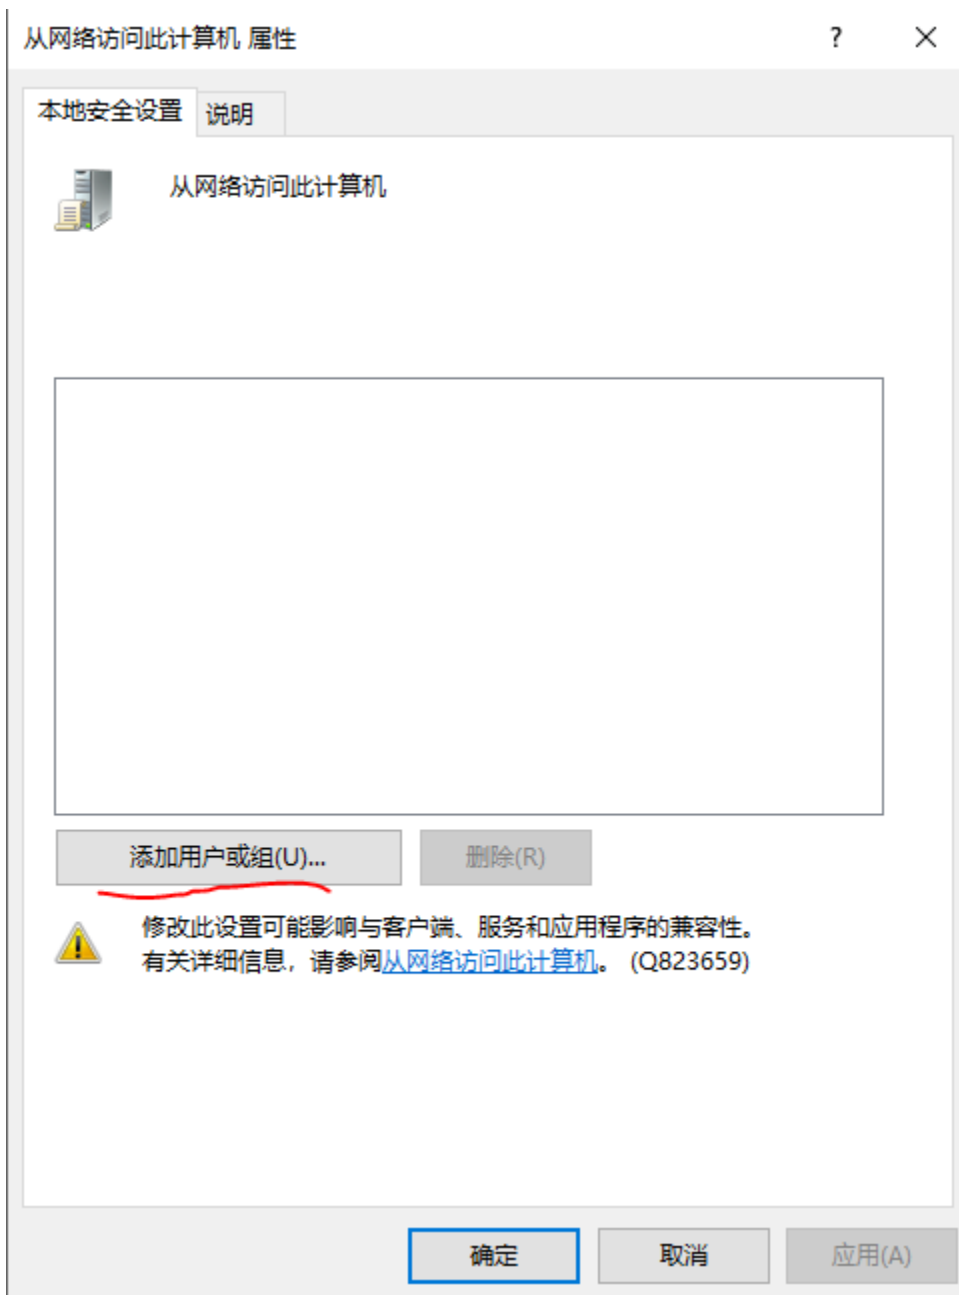 从网络访问此计算机 属性
本地安全设置
说明
从网络访问此计算机
添加用户或组(U)...
删除(R)
修改此设置可能影响与客户端、服务和应用程序的兼容性。
有关详细信息，请参阅从网络访问此计算机。 (Q823659)
确定
取消
应用(A)